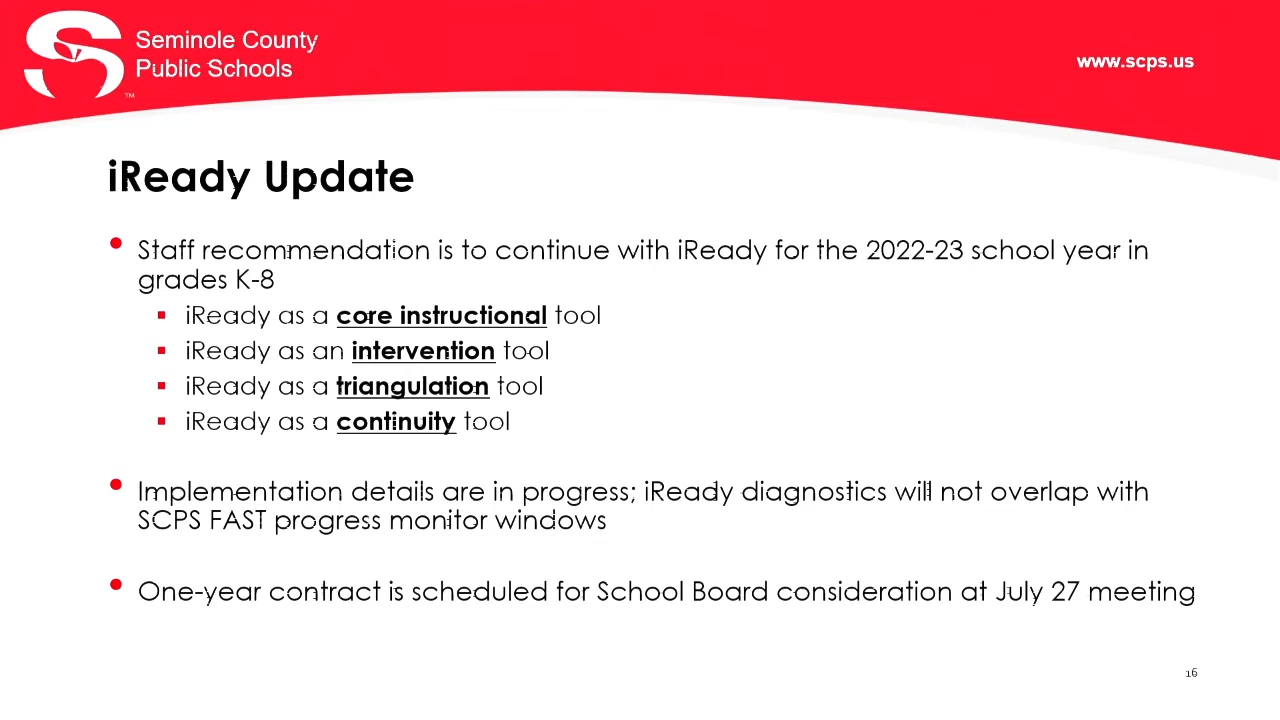 Seminole County
Public Schools
™
www.scps.us
iReady Update
• Staff recommendation is to continue with iReady for the 2022-23 school year in
grades K-8
▪ iReady as a core instructional tool
▪ iReady as an intervention tool
▪ iReady as a triangulation tool
▪ iReady as a continuity tool
• Implementation details are in progress; iReady diagnostics will not overlap with
SCPS FAST progress monitor windows
• One-year contract is scheduled for School Board consideration at July 27 meeting
16